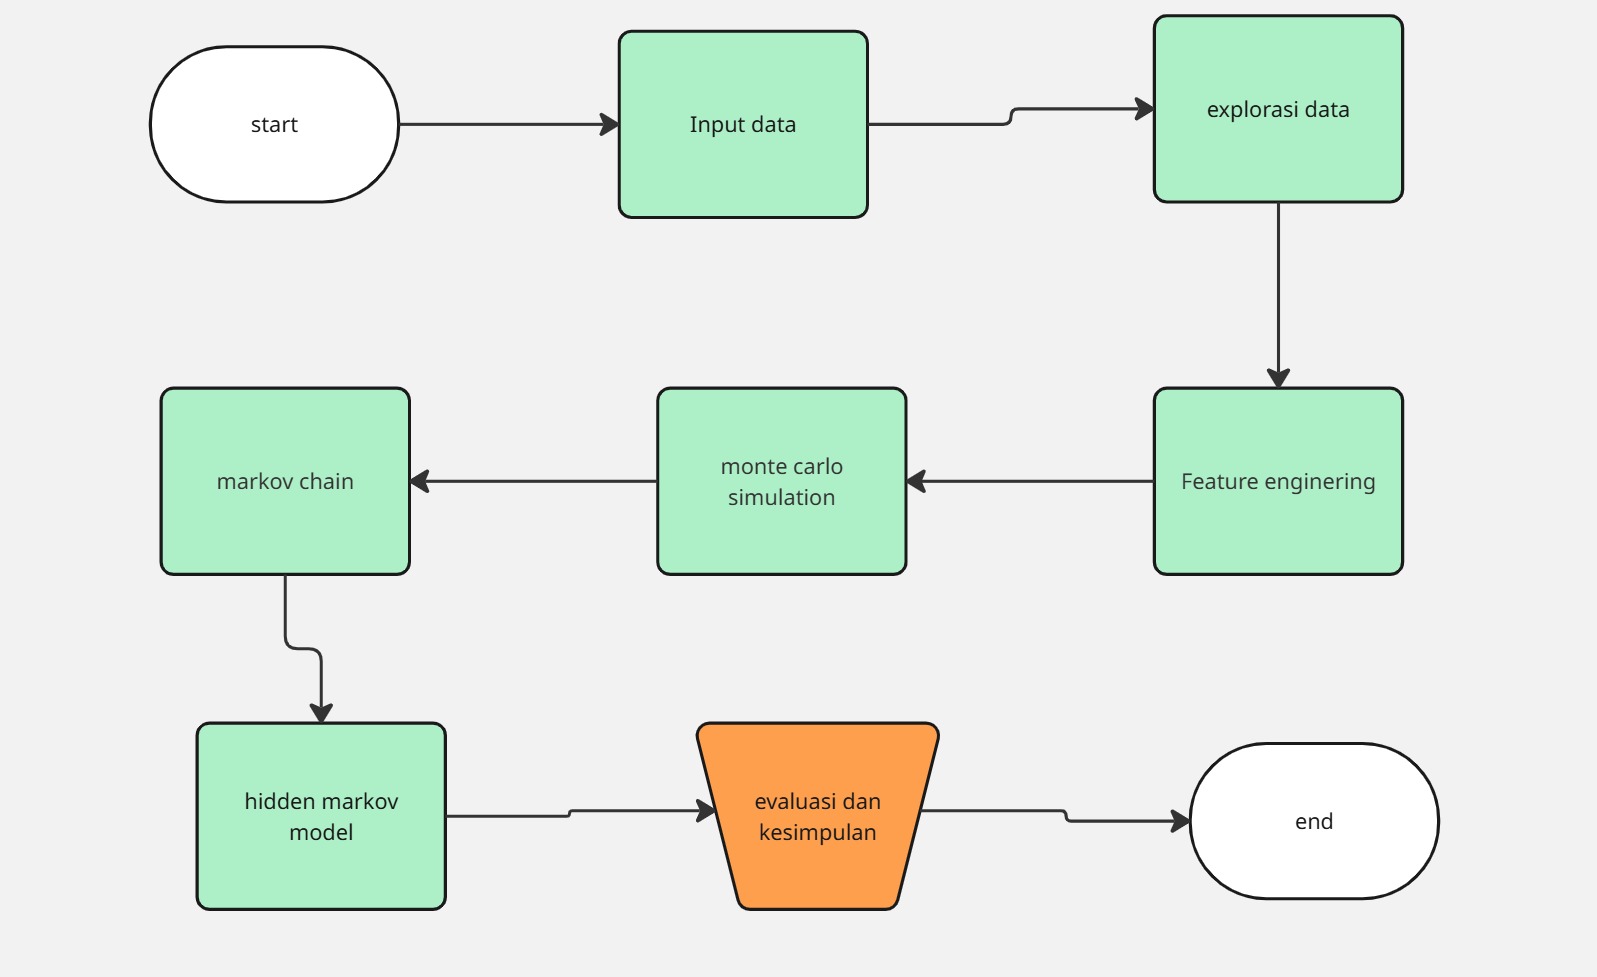 start
Input data
explorasi data
Feature enginering
monte carlo
simulation
markov chain
hidden markov
model
evaluasi dan
kesimpulan
end